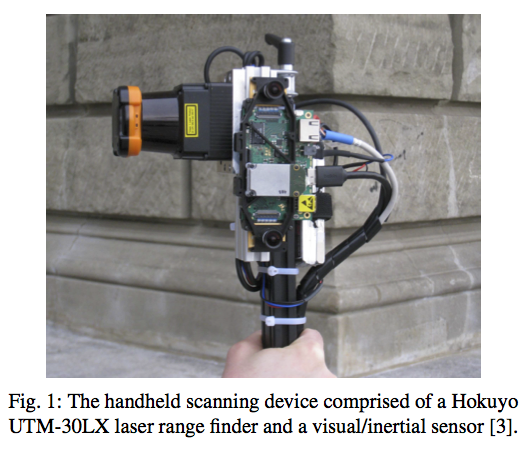 Fig. 1: The handheld scanning device comprised of a Hokuyo
UTM-30LX laser range finder and a visual/inertial sensor [3].